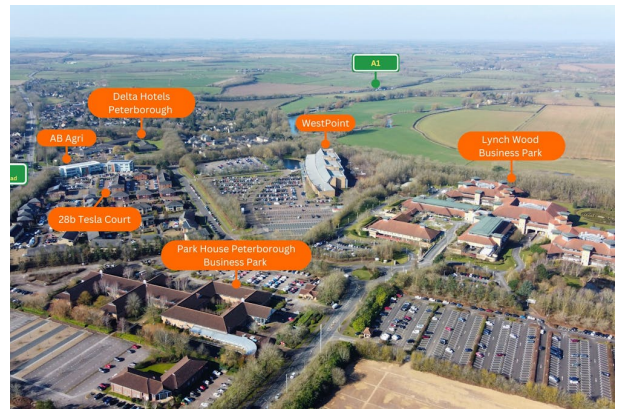 A1
Delta Hotels
Peterborough
WestPoint
AB Agri
Lynch Wood
Business Park
ad
28b Tesla Court
Park House Peterborough
Business Park